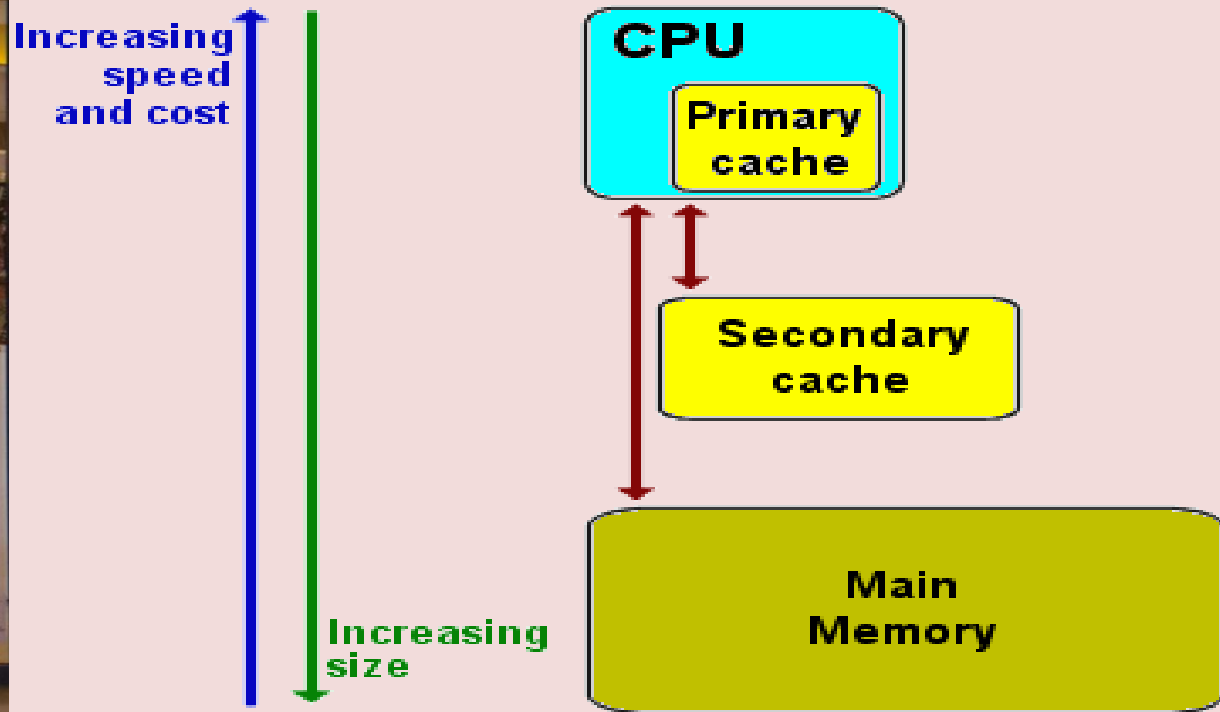 Increasing
speed
and cost
CPU
Primary
cache
Secondary
cache
Main
Memory
Increasing
size